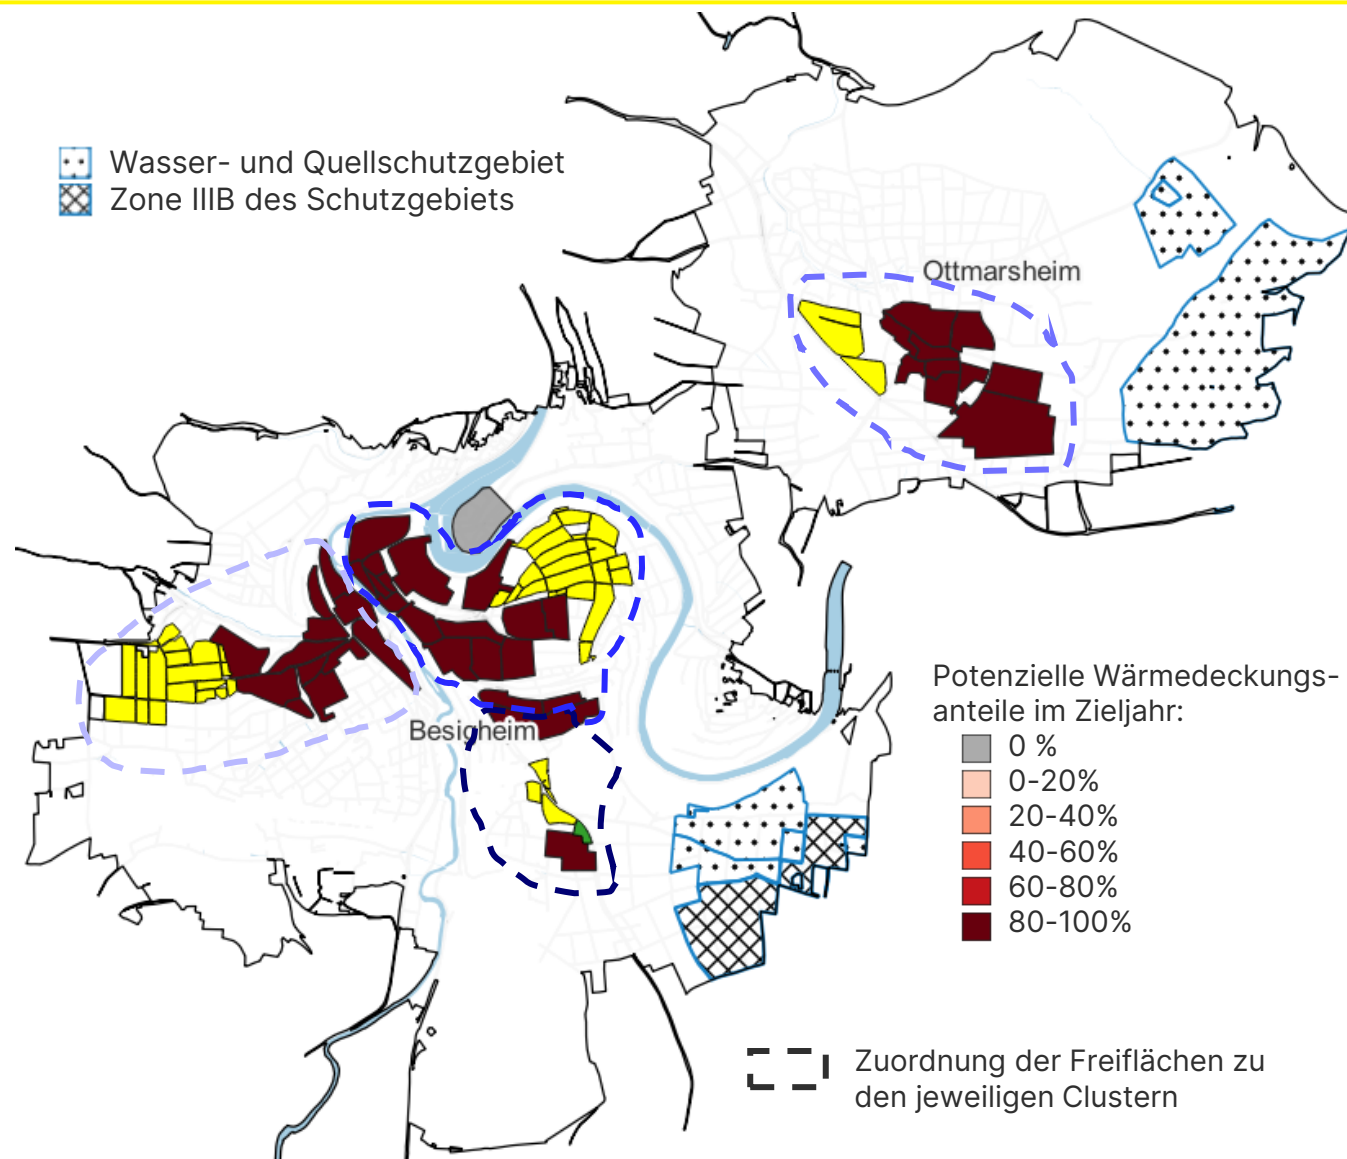 Wasser- und Quellschutzgebiet
Zone IIIB des Schutzgebiets
Ottmarsheim
Besigheim
Potenzielle Wärmedeckungs-
anteile im Zieljahr:
0 %
0-20%
20-40%
40-60%
60-80%
80-100%
Zuordnung der Freiflächen zu
den jeweiligen Clustern